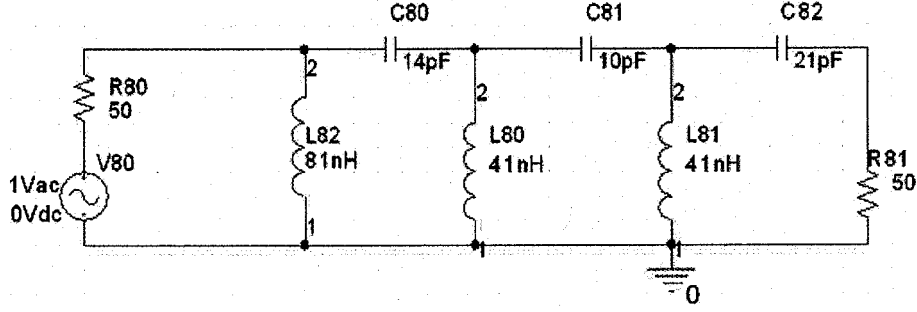 C80
C81
C82
14pF
10pF
21pF
R80
50
2
2
2
L82
81nH
L80
41nH
L81
41nH
V80
1Vac
0Vdc
R81
50
1
1
1
0